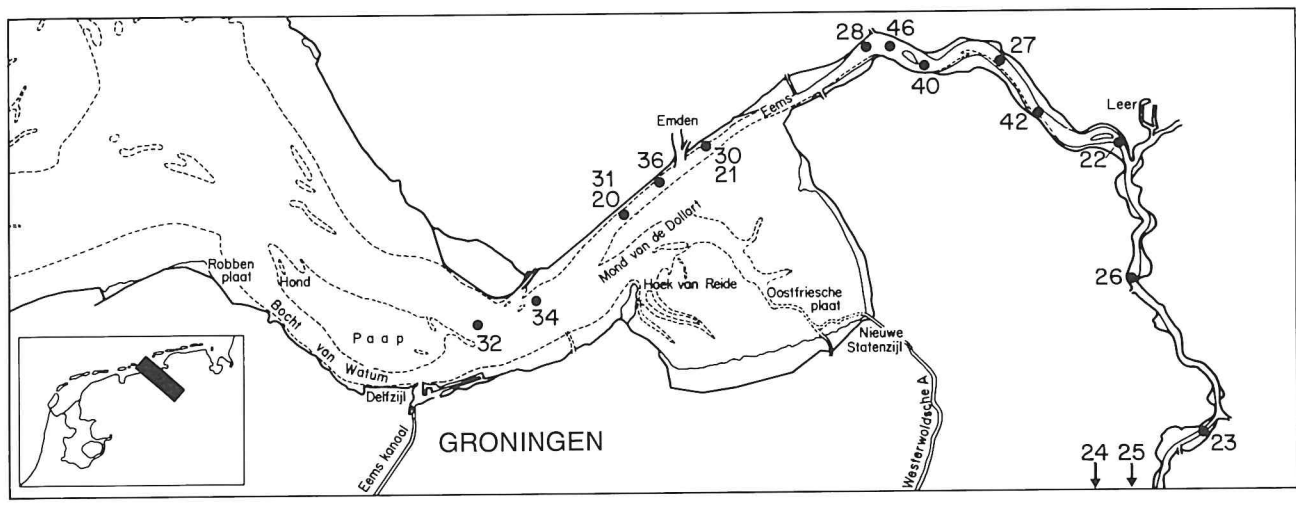 28 46
27
40
Leer
Eems
42
Emden
22
36
30
21
31
20
Mond van de Dollart
Robben
plaat
Hond
Hoek van Reide
26
Oostfriesche
plaat
34
Bocht van Watum
Paap
32
Nieuwe
Statenzijl
Delfzijl
Westerwoldsche A
GRONINGEN
Eems kanaal
23
24 25